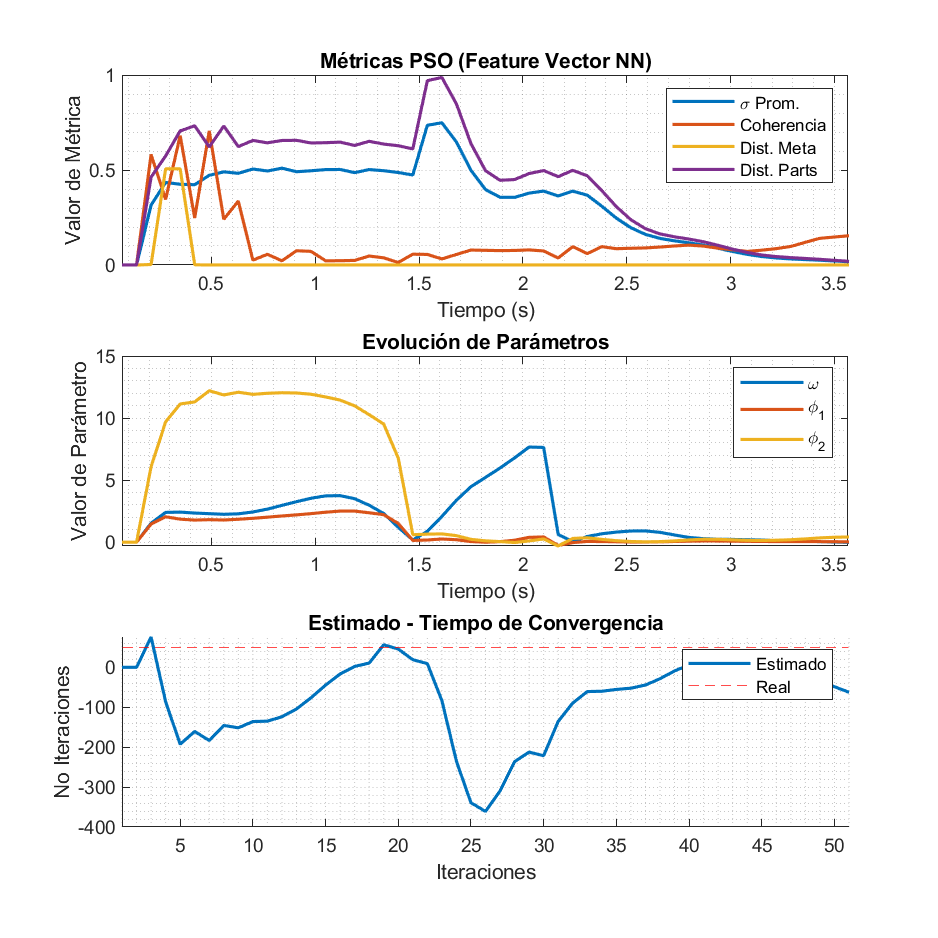 Métricas PSO (Feature Vector NN)
Valor de Métrica
1
0.5
0
σ Prom.
Coherencia
Dist. Meta
Dist. Parts
0.5 1 1.5 2 2.5 3 3.5
Tiempo (s)
Evolución de Parámetros
Valor de Parámetro
15
10
5
0
ω
ϕ1
ϕ2
0.5 1 1.5 2 2.5 3 3.5
Tiempo (s)
Estimado - Tiempo de Convergencia
No Iteraciones
0
-100
-200
-300
-400
Estimado
Real
5 10 15 20 25 30 35 40 45 50
Iteraciones